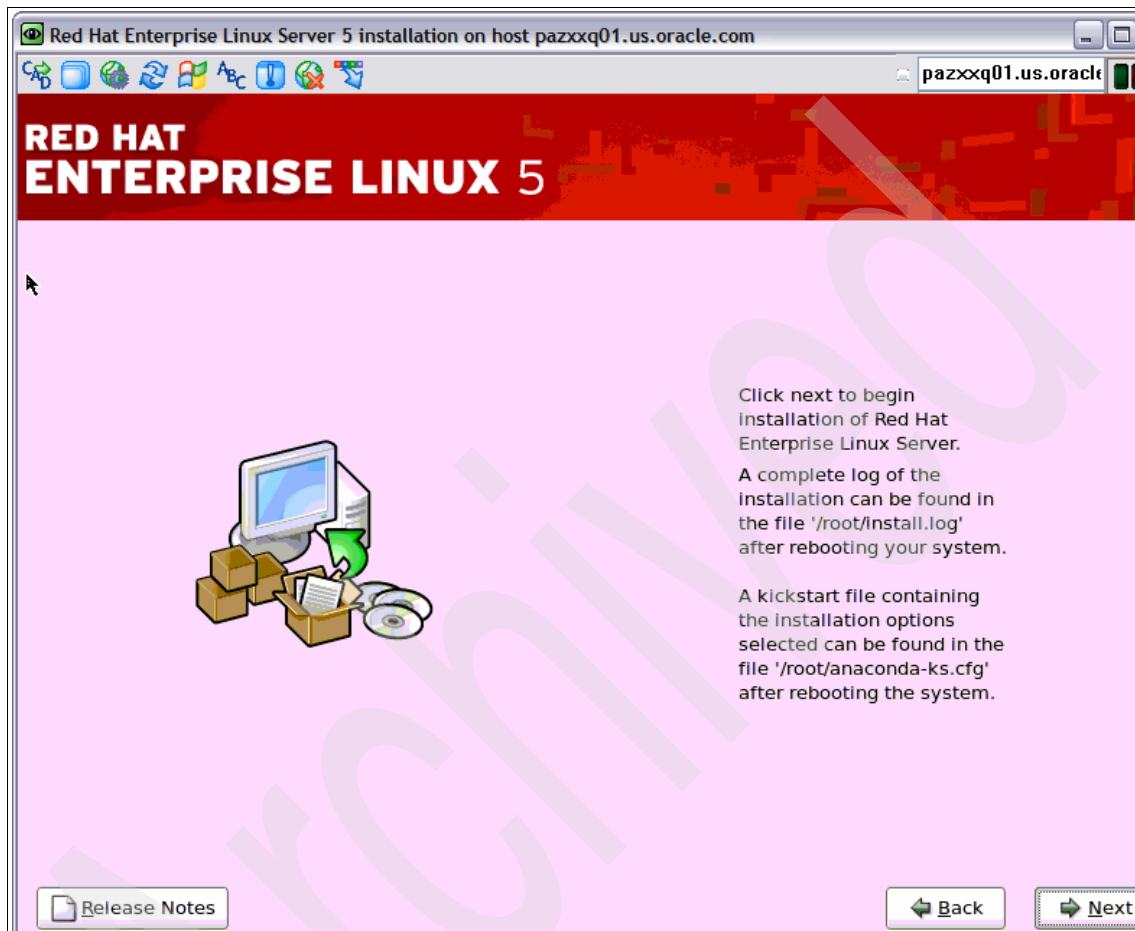 Red Hat Enterprise Linux Server 5 installation on host pazxxq01.us.oracle.com
pazxxq01.us.oracle
RED HAT
ENTERPRISE LINUX 5
Click next to begin
installation of Red Hat
Enterprise Linux Server.
A complete log of the
installation can be found in
the file '/root/install.log'
after rebooting your system.
A kickstart file containing
the installation options
selected can be found in the
file '/root/anaconda-ks.cfg'
after rebooting the system.
Release Notes
Back
Next
Archived